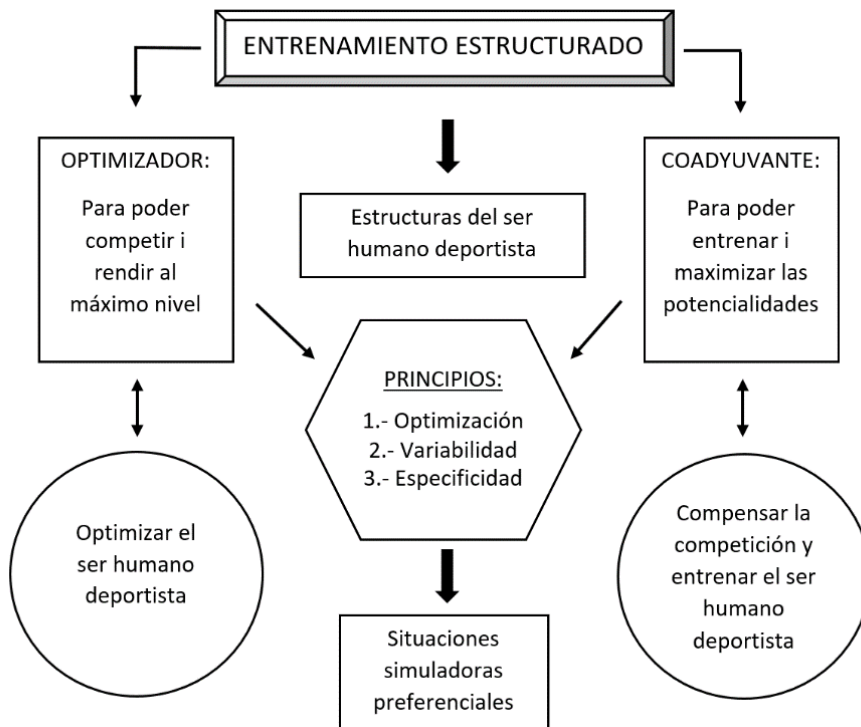 ENTRENAMIENTO ESTRUCTURADO
OPTIMIZADOR:
Para poder
competir i
rendir al
máximo nivel
Estructuras del ser
humano deportista
COADYUVANTE:
Para poder
entrenar i
maximizar las
potencialidades
PRINCIPIOS:
1.- Optimización
2.- Variabilidad
3.- Especificidad
Optimizar el
ser humano
deportista
Compensar la
competición y
entrenar el ser
humano
deportista
Situaciones
simuladoras
preferenciales